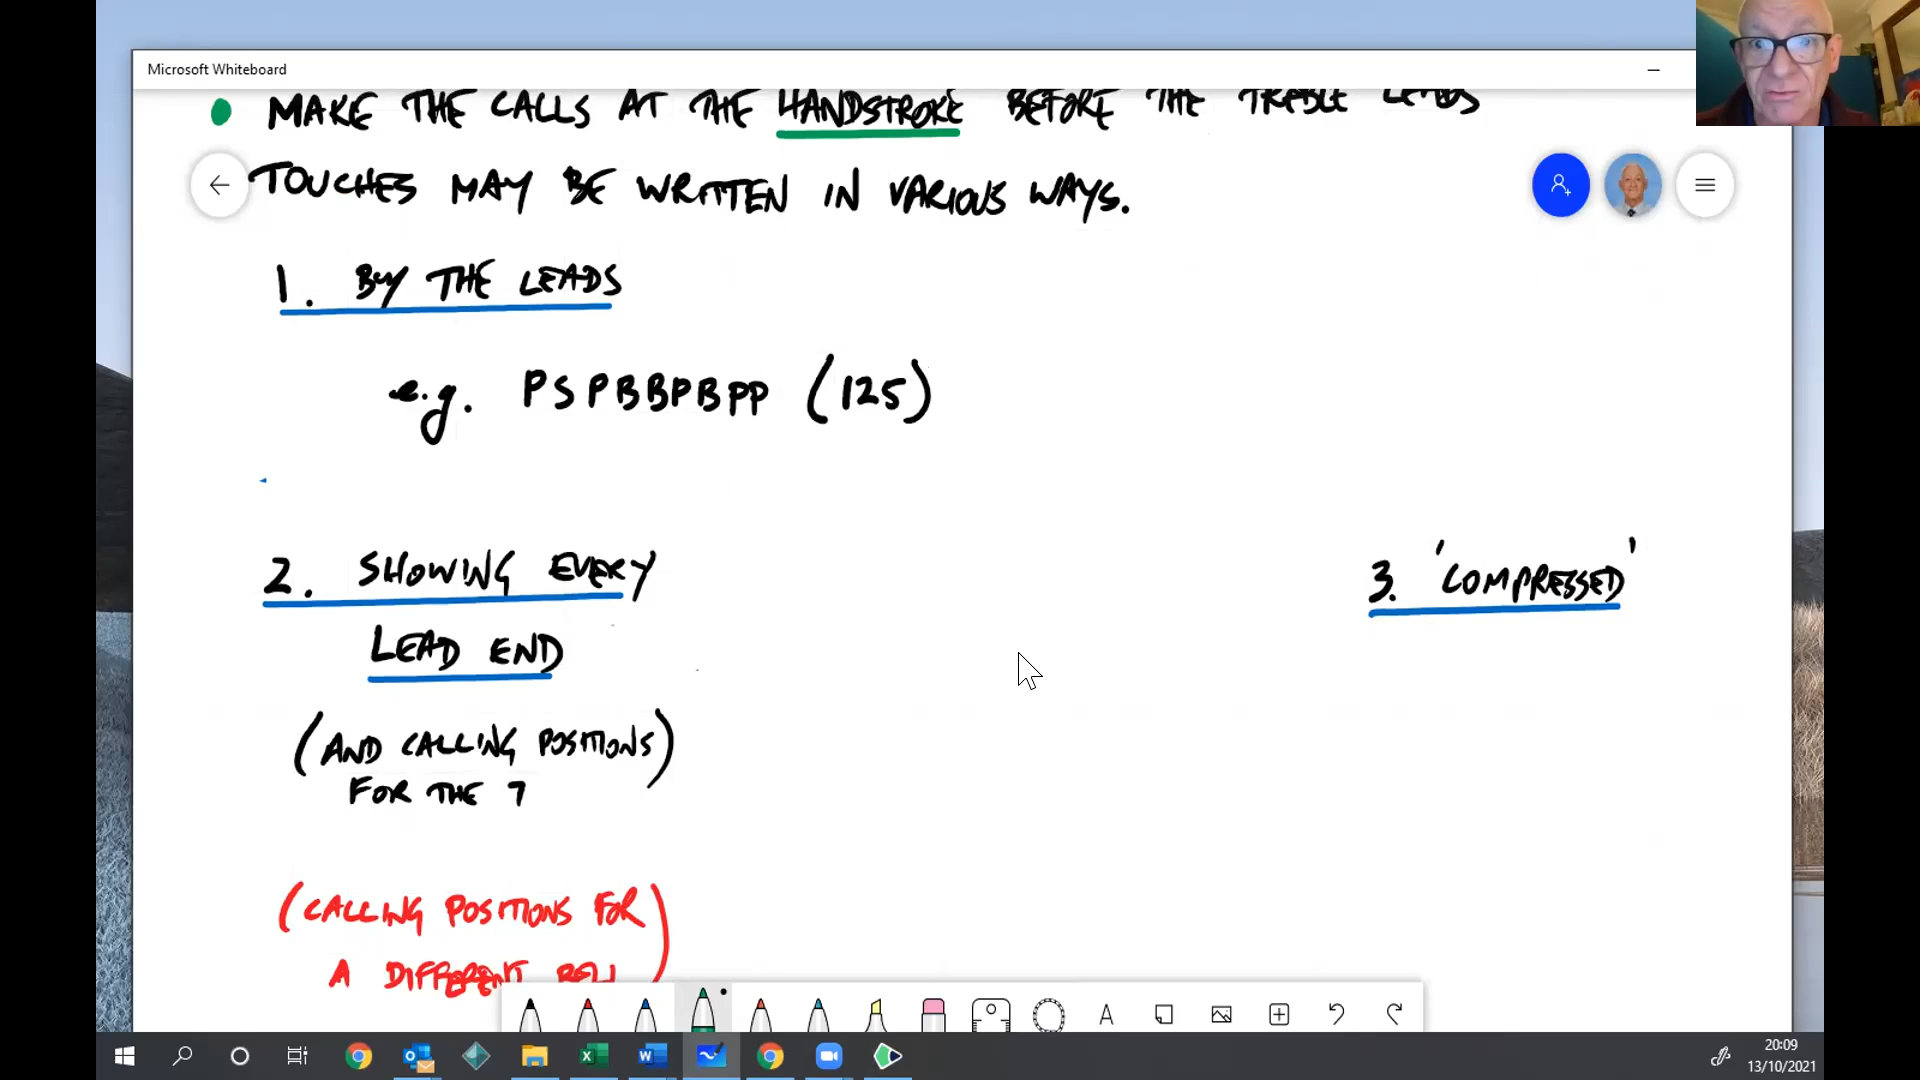 Microsoft Whiteboard
MAKE THE CALLS AT THE HANDSTROKE BEFORE THE TREBLE LEADS
TOUCHES MAY BE WRITTEN IN VARIOUS WAYS.
1. BY THE LEADS
e.g. PSPBBPBPP (125)
2. SHOWING EVERY
LEAD END
3. 'COMPRESSED'
(AND CALLING POSITIONS)
FOR THE 7
(CALLING POSITIONS FOR
A DIFFERENT BELL)
20:09
13/10/2021